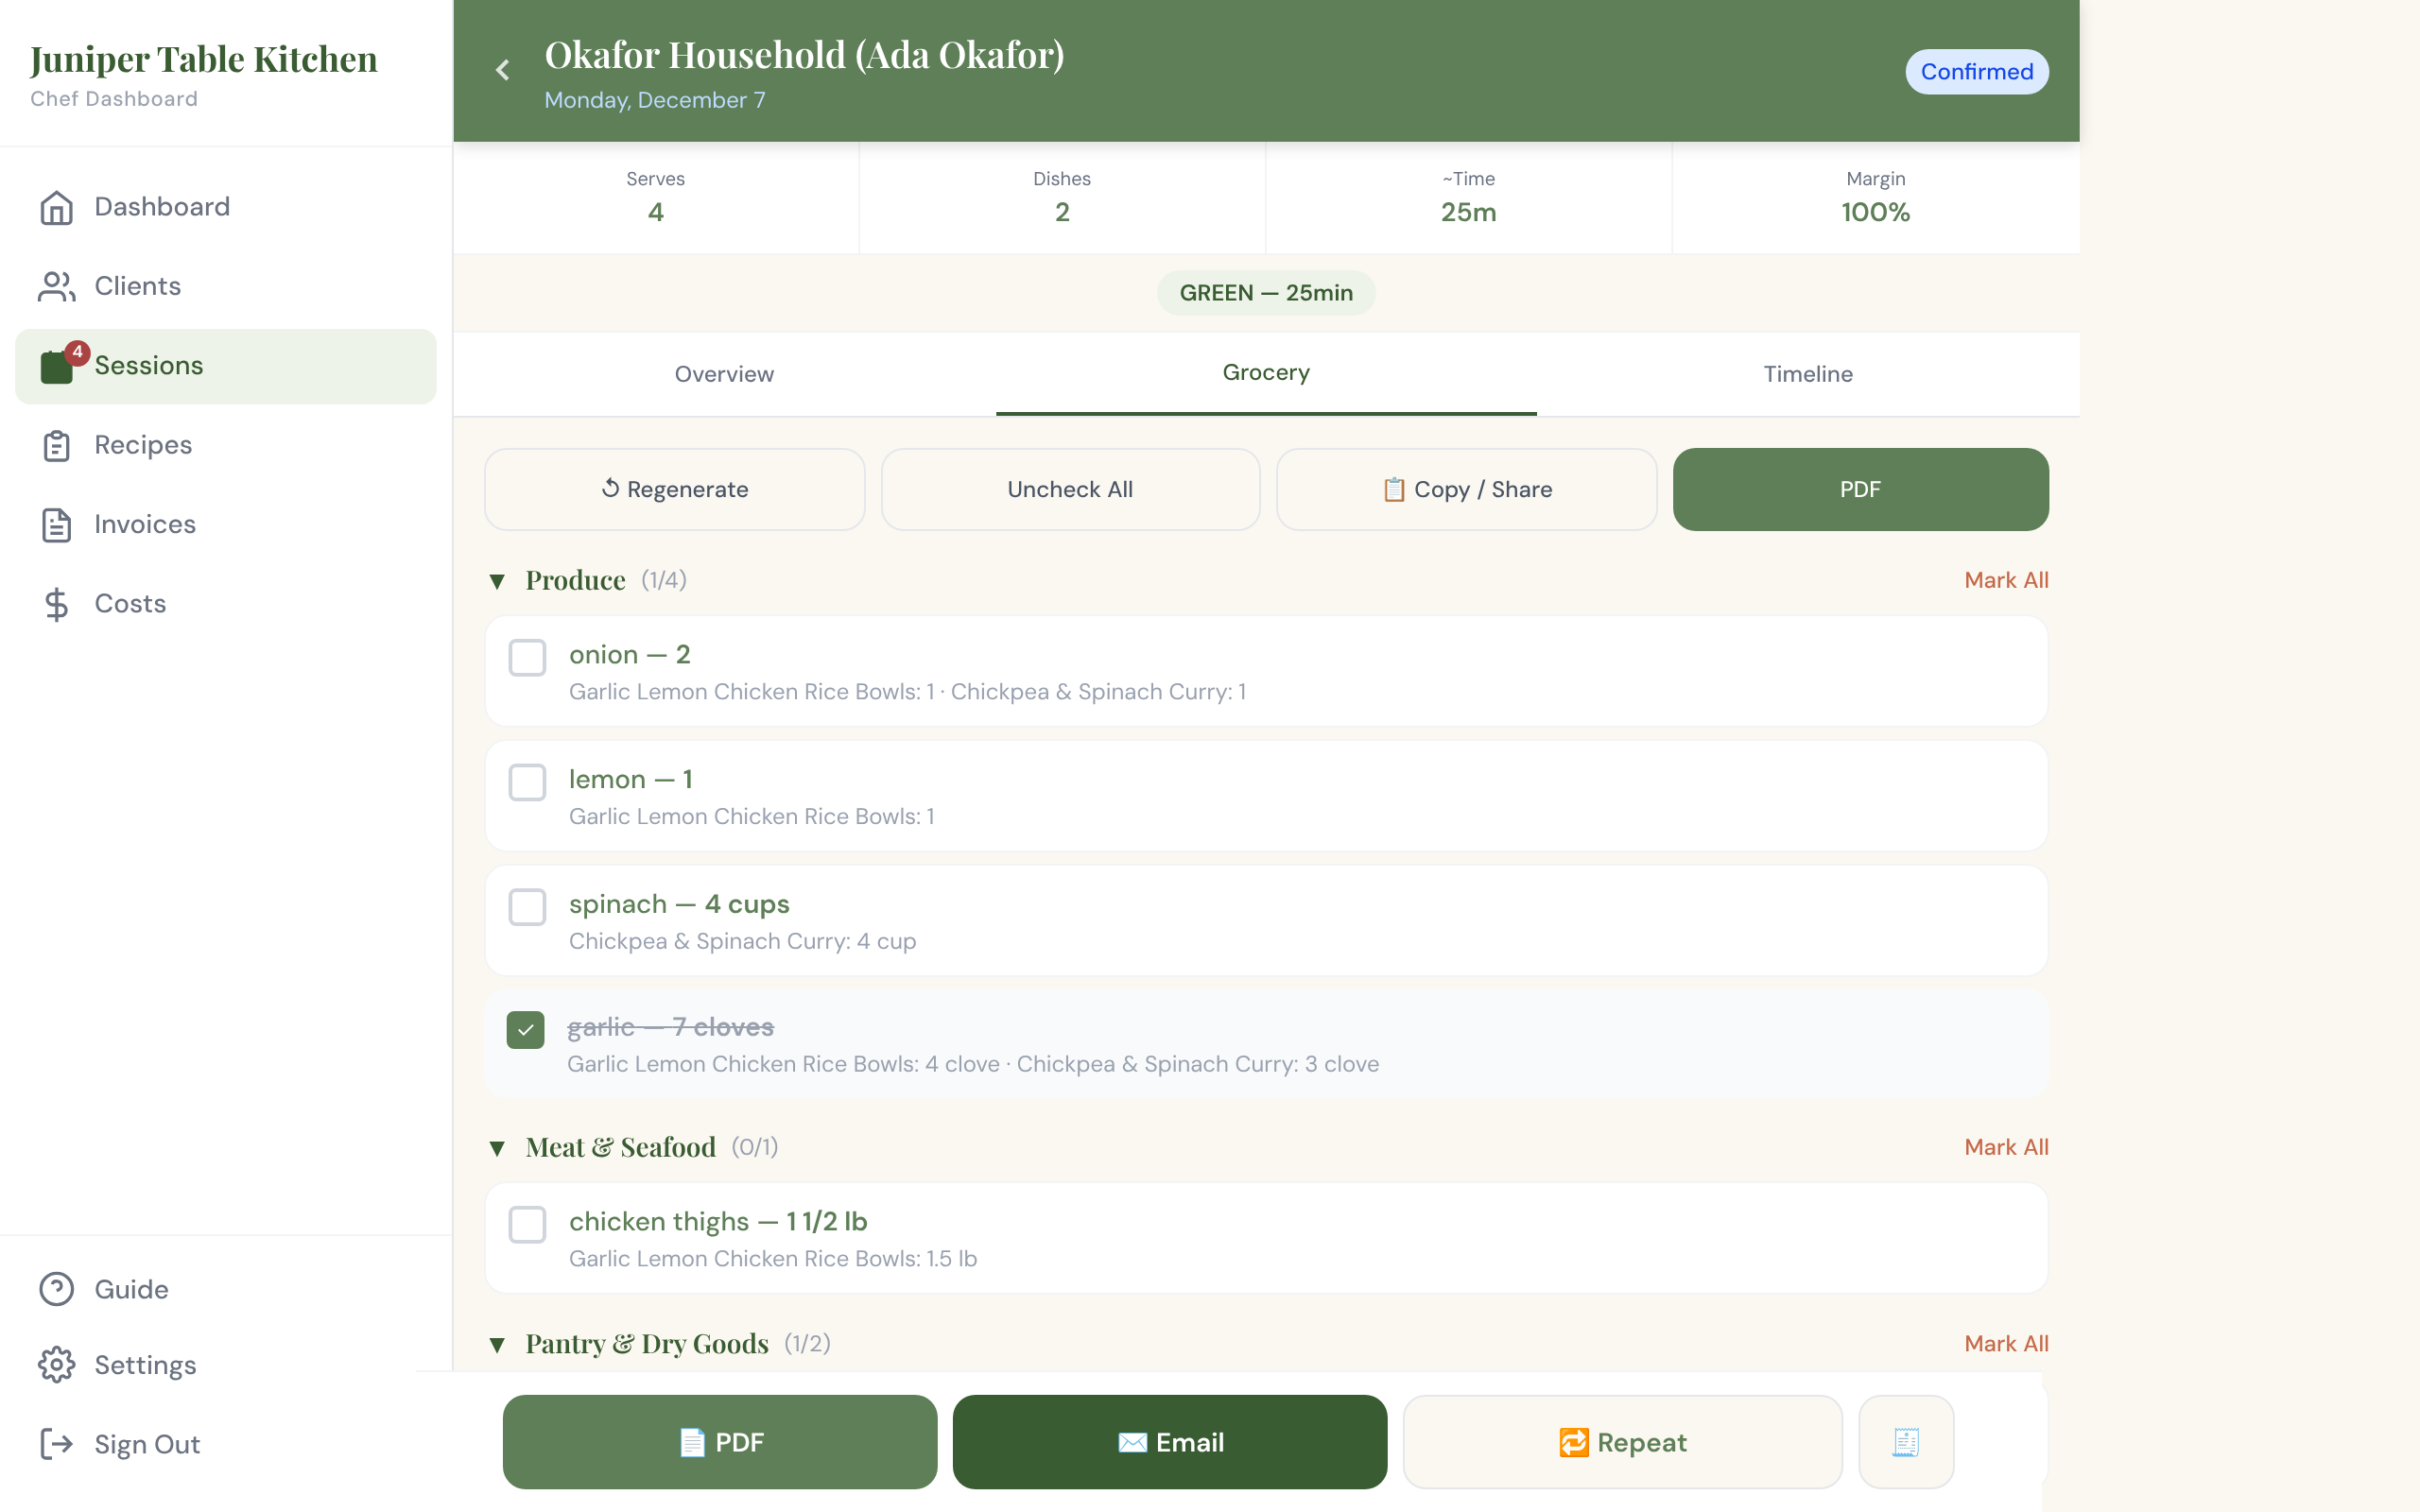 Juniper Table Kitchen
Chef Dashboard
Dashboard
Clients
4
Sessions
Recipes
Invoices
Costs
Guide
Settings
Sign Out
Okafor Household (Ada Okafor)
Monday, December 7
Confirmed
Serves
4
Dishes
2
~Time
25m
Margin
100%
GREEN — 25min
Overview
Grocery
Timeline
↺ Regenerate
Uncheck All
📋 Copy / Share
PDF
▼ Produce (1/4)
Mark All
onion — 2
Garlic Lemon Chicken Rice Bowls: 1 · Chickpea & Spinach Curry: 1
lemon — 1
Garlic Lemon Chicken Rice Bowls: 1
spinach — 4 cups
Chickpea & Spinach Curry: 4 cup
garlic — 7 cloves
Garlic Lemon Chicken Rice Bowls: 4 clove · Chickpea & Spinach Curry: 3 clove
▼ Meat & Seafood (0/1)
Mark All
chicken thighs — 1 1/2 lb
Garlic Lemon Chicken Rice Bowls: 1.5 lb
▼ Pantry & Dry Goods (1/2)
Mark All
📄 PDF
✉️ Email
🔁 Repeat
🧾